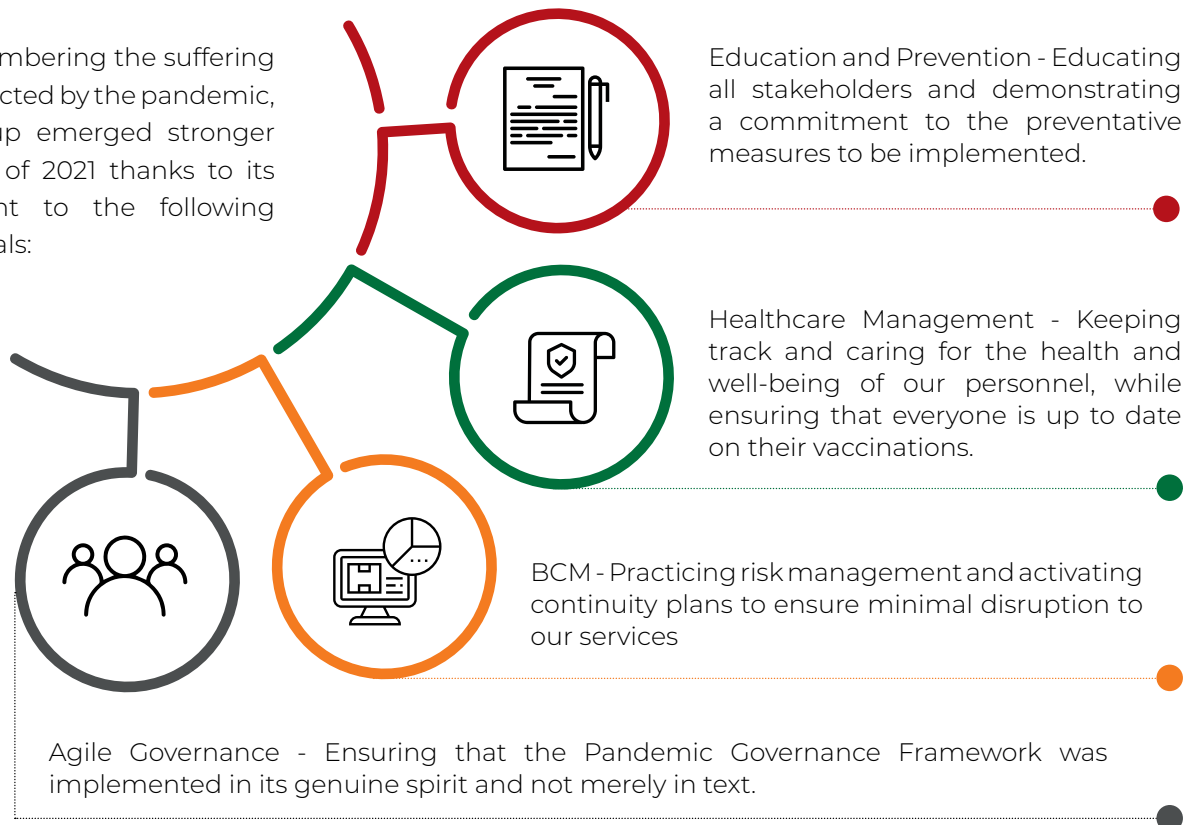 mbering the suffering
cted by the pandemic,
up emerged stronger
of 2021 thanks to its
nt to the following
als:
Education and Prevention - Educating
all stakeholders and demonstrating
a commitment to the preventative
measures to be implemented.
Healthcare Management - Keeping
track and caring for the health and
well-being of our personnel, while
ensuring that everyone is up to date
on their vaccinations.
BCM - Practicing risk management and activating
continuity plans to ensure minimal disruption to
our services
Agile Governance - Ensuring that the Pandemic Governance Framework was
implemented in its genuine spirit and not merely in text.